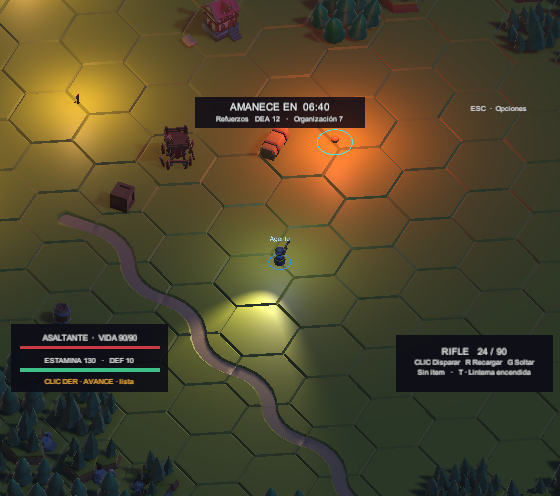 AMANECE EN 06:40
Refuerzos DEA 12 · Organización 7
ESC · Opciones
Agente
ASALTANTE · VIDA 90/90
ESTAMINA 130 · DEF 10
CLIC DER · AVANCE · lista
RIFLE 24 / 90
CLIC Disparar R Recargar G Soltar
Sin item · T · Linterna encendida